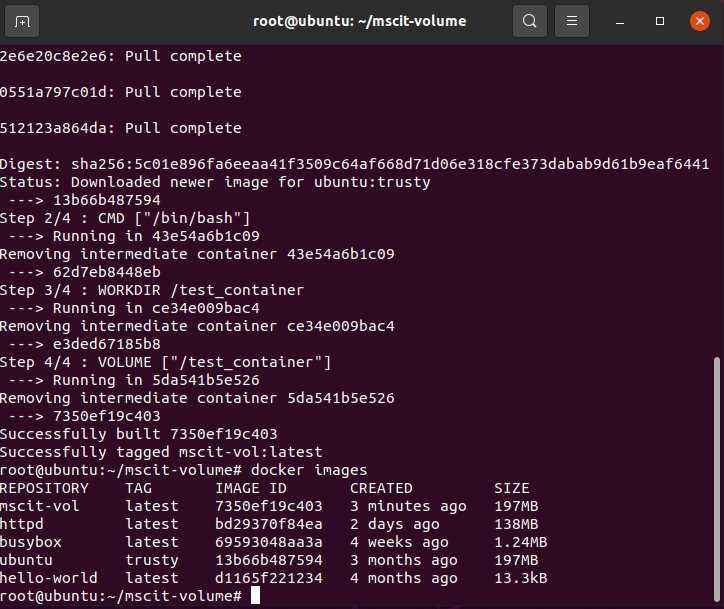 root@ubuntu: ~/mscit-volume
2e6e20c8e2e6: Pull complete
0551a797c01d: Pull complete
512123a864da: Pull complete
Digest: sha256:5c01e896fa6eeaa41f3509c64af668d71d06e318cfe373dabab9d61b9eaf6441
Status: Downloaded newer image for ubuntu:trusty
 ---> 13b66b487594
Step 2/4 : CMD ["/bin/bash"]
 ---> Running in 43e54a6b1c09
Removing intermediate container 43e54a6b1c09
 ---> 62d7eb8448eb
Step 3/4 : WORKDIR /test_container
 ---> Running in ce34e009bac4
Removing intermediate container ce34e009bac4
 ---> e3ded67185b8
Step 4/4 : VOLUME ["/test_container"]
 ---> Running in 5da541b5e526
Removing intermediate container 5da541b5e526
 ---> 7350ef19c403
Successfully built 7350ef19c403
Successfully tagged mscit-vol:latest
root@ubuntu:~/mscit-volume# docker images
REPOSITORY    TAG       IMAGE ID       CREATED         SIZE
mscit-vol     latest    7350ef19c403   3 minutes ago   197MB
httpd         latest    bd29370f84ea   2 days ago      138MB
busybox       latest    69593048aa3a   4 weeks ago     1.24MB
ubuntu        trusty    13b66b487594   3 months ago    197MB
hello-world   latest    d1165f221234   4 months ago    13.3kB
root@ubuntu:~/mscit-volume#